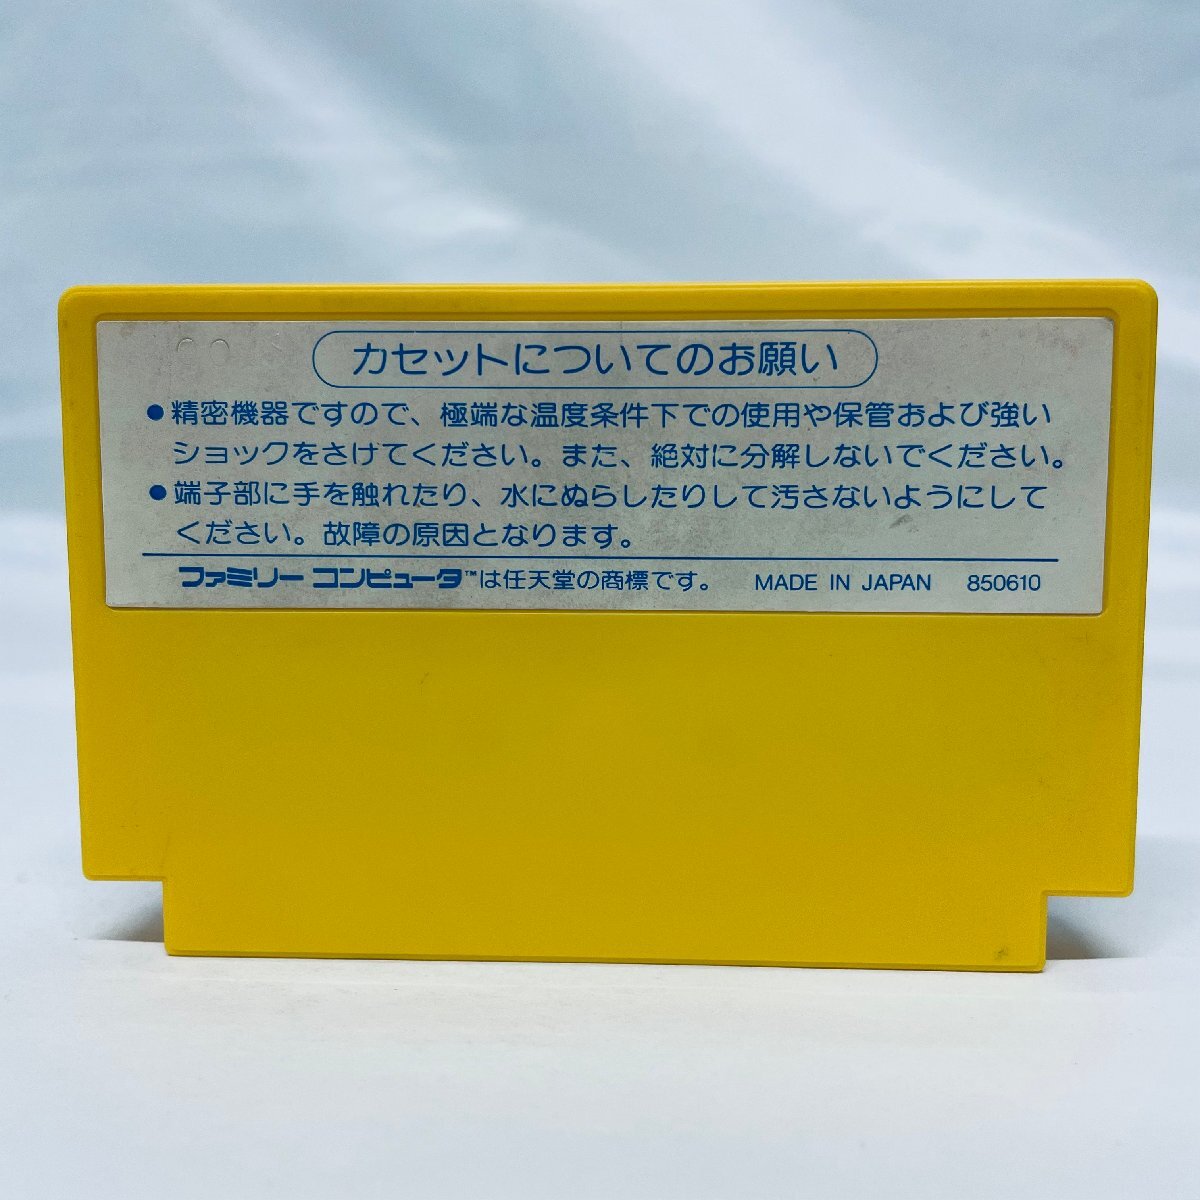 カセットについてのお願い
●精密機器ですので、極端な温度条件下での使用や保管および強い
ショックをさけてください。また、絶対に分解しないでください。
●端子部に手を触れたり、水にぬらしたりして汚さないようにして
ください。故障の原因となります。
ファミリー コンピュータ™は任天堂の商標です。 MADE IN JAPAN 850610